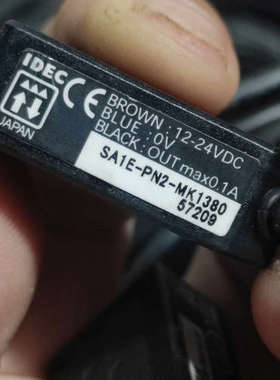 IDEC CE
JAPAN
BROWN : 12-24VDC
BLUE : 0V
BLACK:OUT max0.1A
SA1E-PN2-MK1380
57209